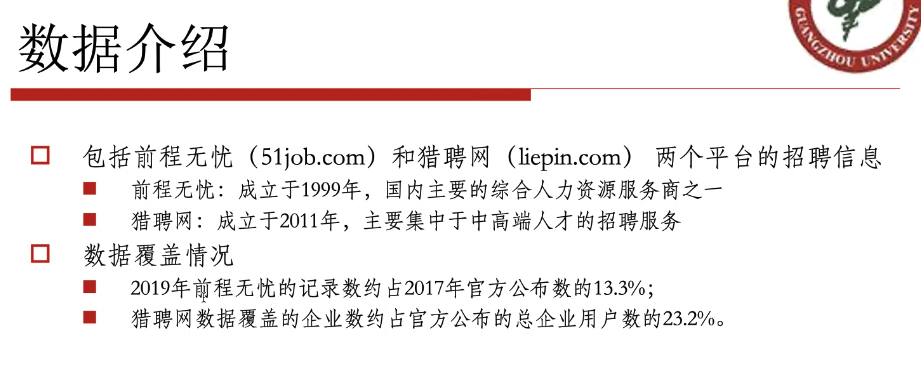 数据介绍
GUANGZHOU UNIVERSITY
包括前程无忧（51job.com）和猎聘网（liepin.com） 两个平台的招聘信息
前程无忧：成立于1999年，国内主要的综合人力资源服务商之一
猎聘网：成立于2011年，主要集中于中高端人才的招聘服务
数据覆盖情况
2019年前程无忧的记录数约占2017年官方公布数的13.3%；
猎聘网数据覆盖的企业数约占官方公布的总企业用户数的23.2%。